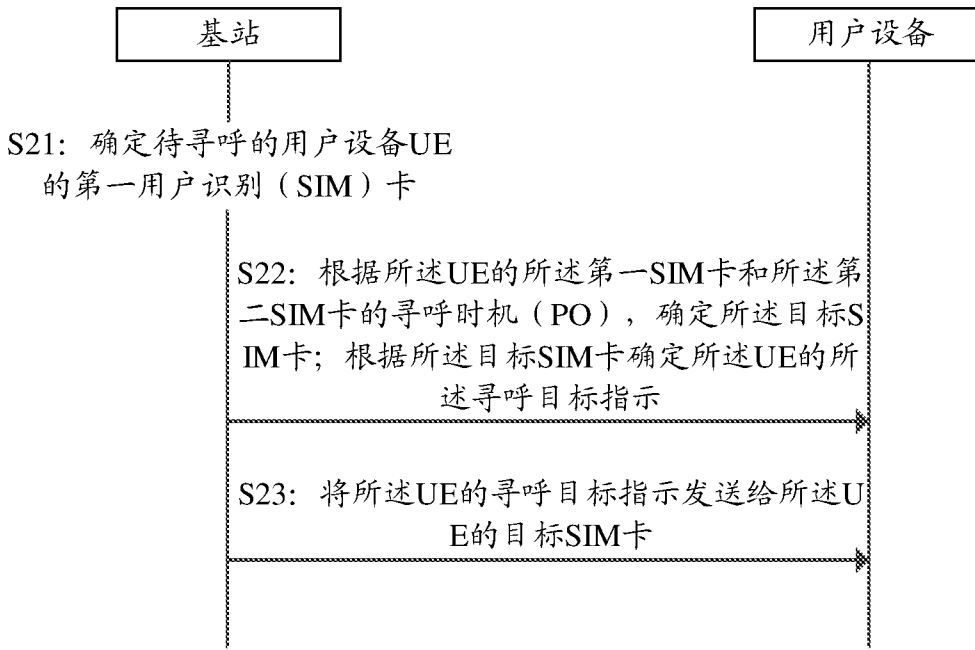 基站
用户设备
S21：确定待寻呼的用户设备UE
的第一用户识别（SIM）卡
S22：根据所述UE的所述第一SIM卡和所述第
二SIM卡的寻呼时机（PO），确定所述目标S
IM卡；根据所述目标SIM卡确定所述UE的所
述寻呼目标指示
S23：将所述UE的寻呼目标指示发送给所述U
E的目标SIM卡